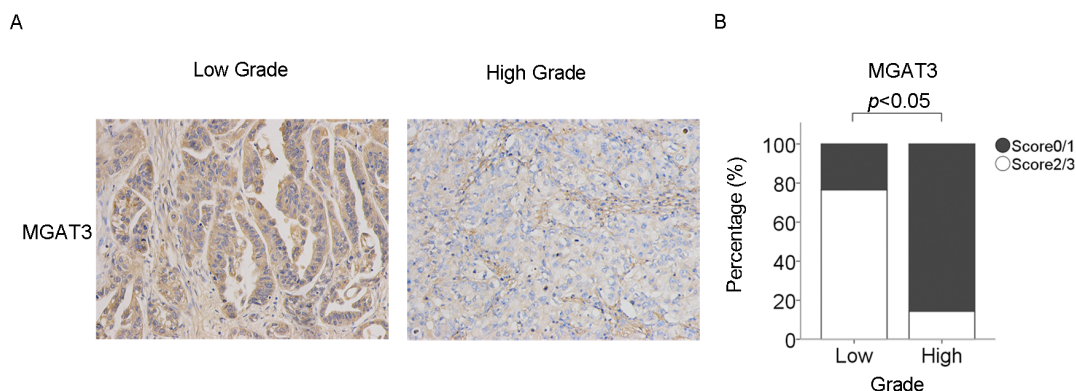 A
Low Grade
High Grade
MGAT3
B
MGAT3
p<0.05
Score0/1
Score2/3
Percentage (%)
100
80
60
40
20
0
Low
High
Grade